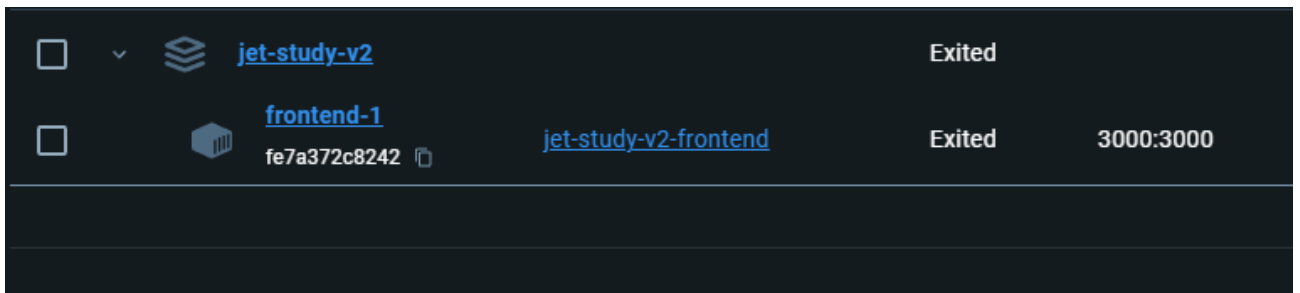 jet-study-v2 Exited
frontend-1
fe7a372c8242 jet-study-v2-frontend Exited 3000:3000